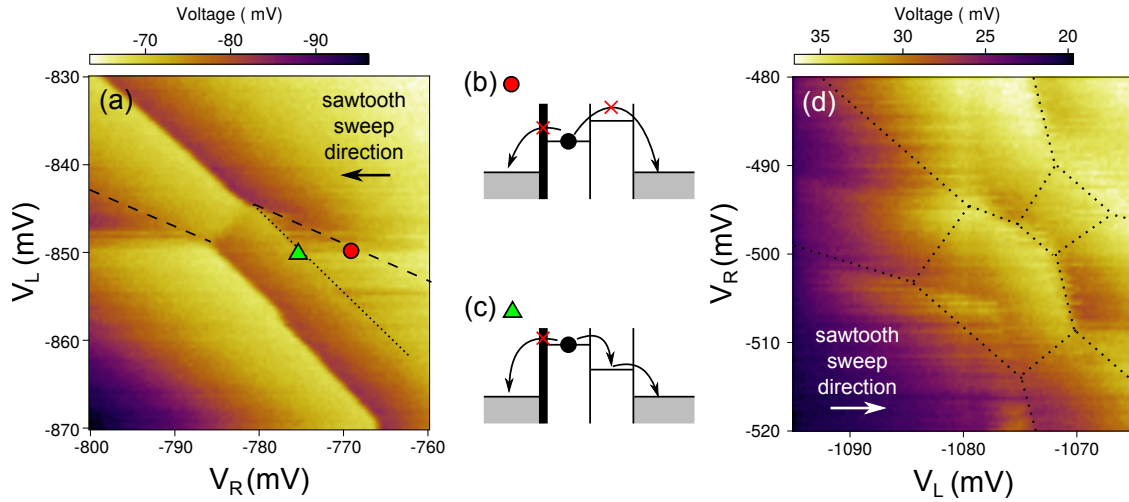 Voltage ( mV)
-70 -80 -90
-830
-840
-850
-860
-870
V_L (mV)
(a)
sawtooth
sweep
direction
-800 -790 -780 -770 -760
V_R (mV)
(b)
(c)
Voltage ( mV)
35 30 25 20
-480
-490
-500
-510
-520
V_R (mV)
(d)
sawtooth
sweep
direction
-1090 -1080 -1070
V_L (mV)